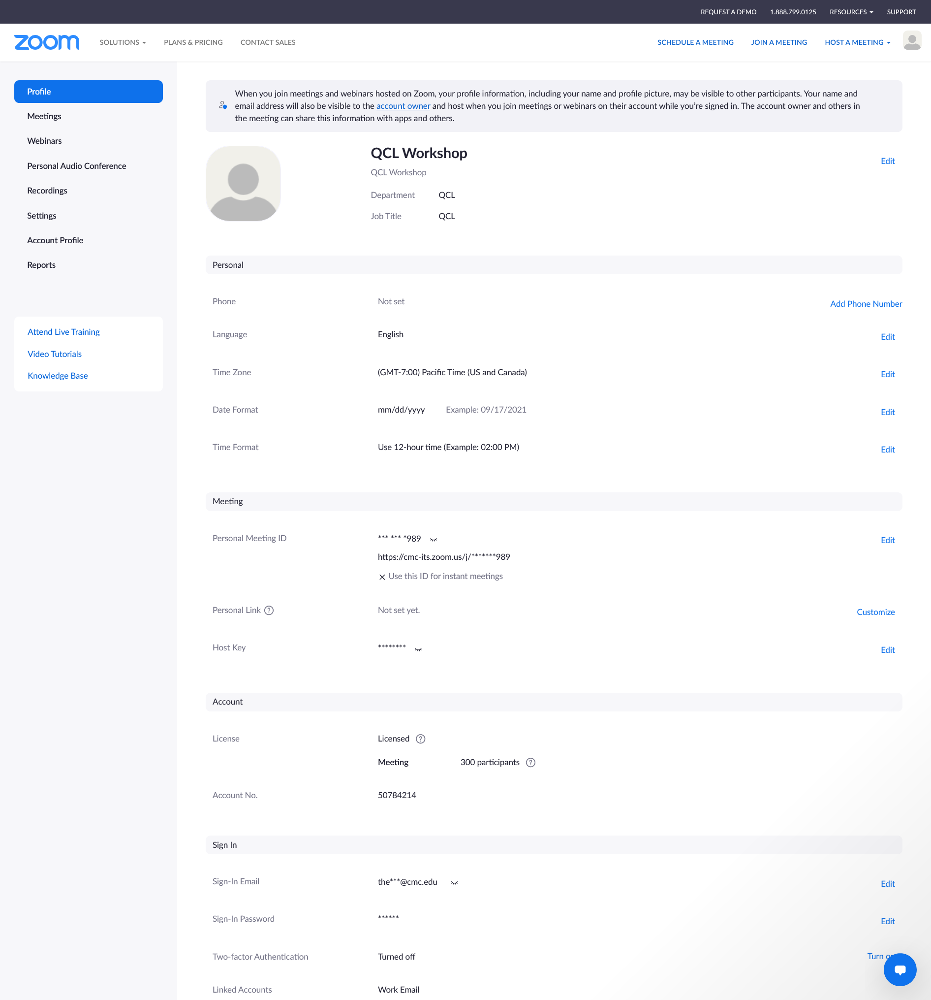 REQUEST A DEMO 1.888.799.0125 RESOURCES SUPPORT
zoom SOLUTIONS PLANS & PRICING CONTACT SALES SCHEDULE A MEETING JOIN A MEETING HOST A MEETING
Profile
Meetings
Webinars
Personal Audio Conference
Recordings
Settings
Account Profile
Reports
Attend Live Training
Video Tutorials
Knowledge Base
When you join meetings and webinars hosted on Zoom, your profile information, including your name and profile picture, may be visible to other participants. Your name and
email address will also be visible to the account owner and host when you join meetings or webinars on their account while you’re signed in. The account owner and others in
the meeting can share this information with apps and others.
QCL Workshop
Edit
QCL Workshop
Department QCL
Job Title QCL
Personal
Phone Not set Add Phone Number
Language English Edit
Time Zone (GMT-7:00) Pacific Time (US and Canada) Edit
Date Format mm/dd/yyyy Example: 09/17/2021 Edit
Time Format Use 12-hour time (Example: 02:00 PM) Edit
Meeting
Personal Meeting ID *** *** *989 Edit
https://cmc-its.zoom.us/j/*******989
Use this ID for instant meetings
Personal Link ? Not set yet. Customize
Host Key ******** Edit
Account
License Licensed ?
Meeting 300 participants ?
Account No. 50784214
Sign In
Sign-In Email the***@cmc.edu Edit
Sign-In Password ****** Edit
Two-factor Authentication Turned off Turn
Linked Accounts Work Email